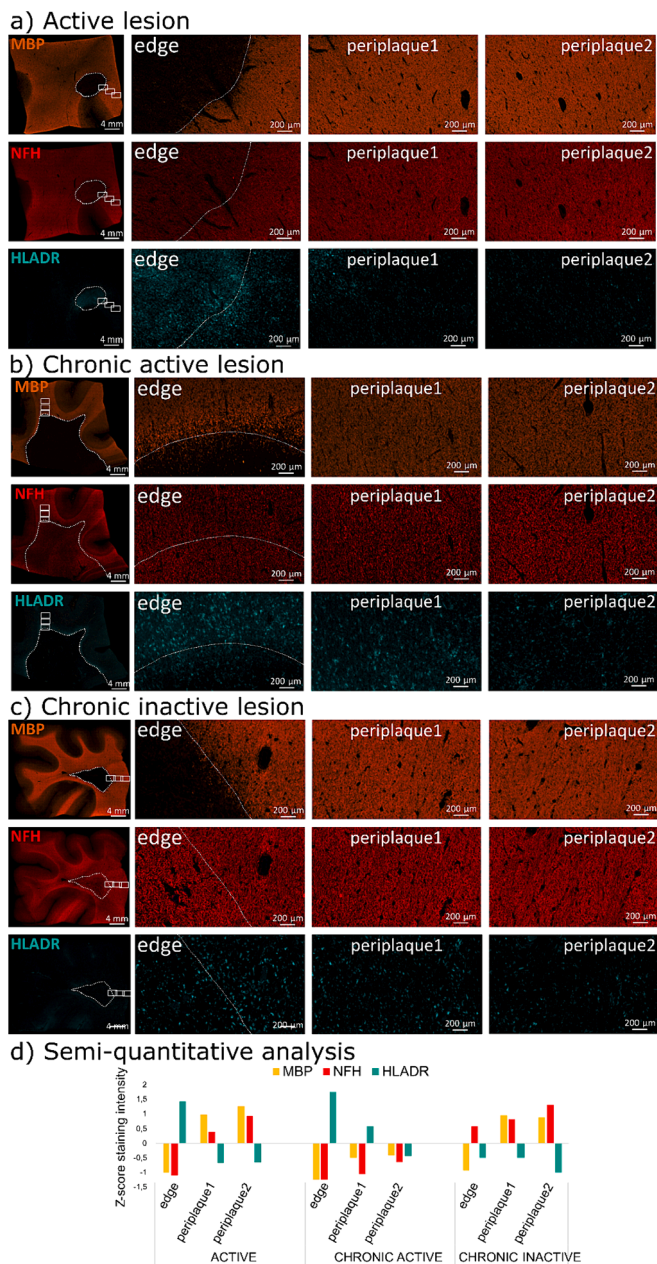 a) Active lesion
MBP
4 mm
edge
200 µm
periplaque1
200 µm
periplaque2
200 µm
NFH
4 mm
edge
200 µm
periplaque1
200 µm
periplaque2
200 µm
HLADR
4 mm
edge
200 µm
periplaque1
200 µm
periplaque2
200 µm
b) Chronic active lesion
MBP
4 mm
edge
200 µm
periplaque1
200 µm
periplaque2
200 µm
NFH
4 mm
edge
200 µm
periplaque1
200 µm
periplaque2
200 µm
HLADR
4 mm
edge
200 µm
periplaque1
200 µm
periplaque2
200 µm
c) Chronic inactive lesion
MBP
4 mm
edge
200 µm
periplaque1
200 µm
periplaque2
200 µm
NFH
4 mm
edge
200 µm
periplaque1
200 µm
periplaque2
200 µm
HLADR
4 mm
edge
200 µm
periplaque1
200 µm
periplaque2
200 µm
d) Semi-quantitative analysis
MBP NFH HLADR
Z-score staining intensity
2
1,5
1
0,5
0
-0,5
-1
-1,5
edge periplaque1 periplaque2 edge periplaque1 periplaque2 edge periplaque1 periplaque2
ACTIVE CHRONIC ACTIVE CHRONIC INACTIVE